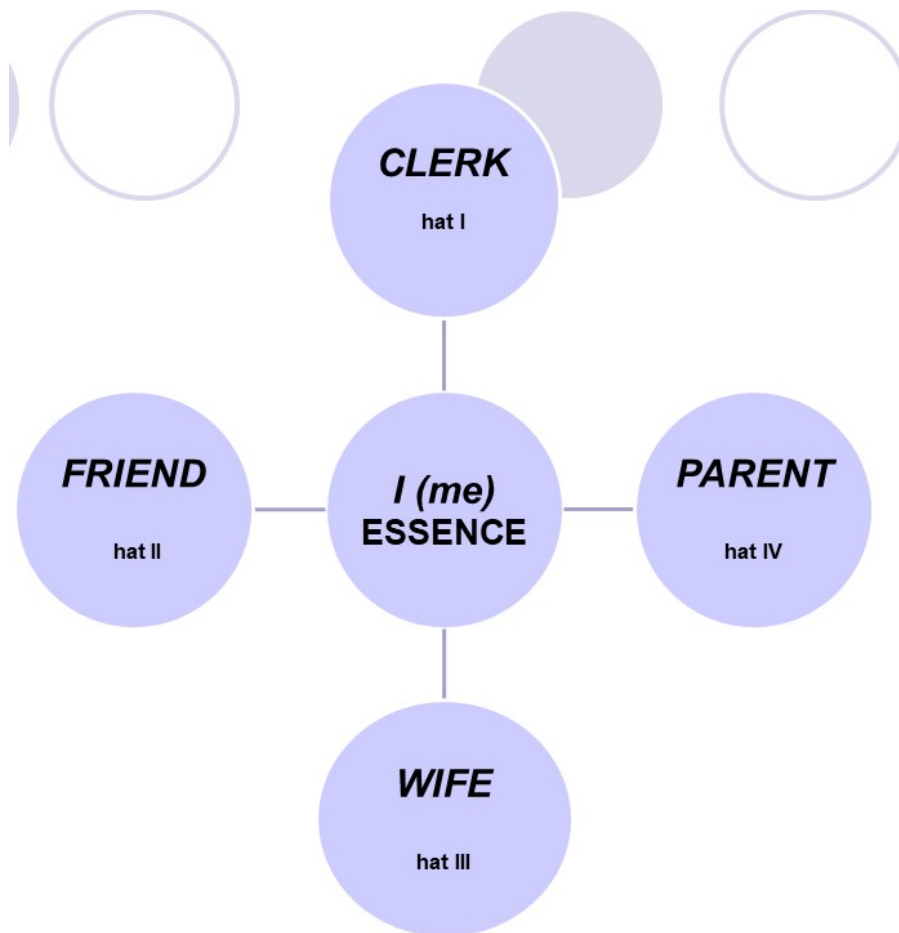 CLERK
hat I
FRIEND
hat II
I (me)
ESSENCE
PARENT
hat IV
WIFE
hat III